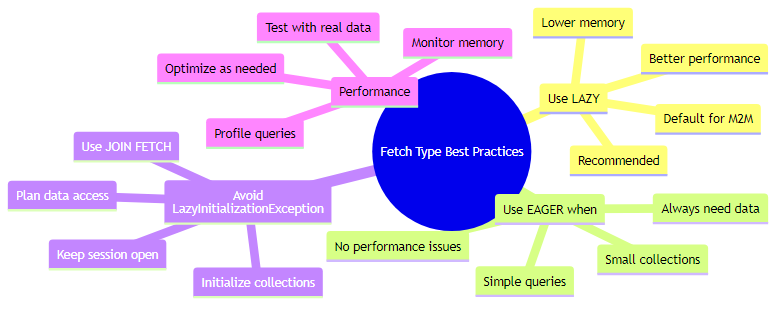 Fetch Type Best Practices
Use LAZY
Lower memory
Better performance
Default for M2M
Recommended
Use EAGER when
Always need data
Small collections
Simple queries
No performance issues
Avoid
LazyInitializationException
Use JOIN FETCH
Plan data access
Keep session open
Initialize collections
Performance
Test with real data
Monitor memory
Optimize as needed
Profile queries